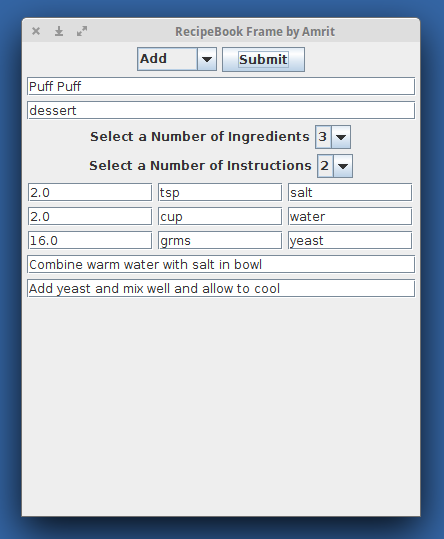 RecipeBook Frame by Amrit
Add Submit
Puff Puff
dessert
Select a Number of Ingredients 3
Select a Number of Instructions 2
2.0 tsp salt
2.0 cup water
16.0 grms yeast
Combine warm water with salt in bowl
Add yeast and mix well and allow to cool